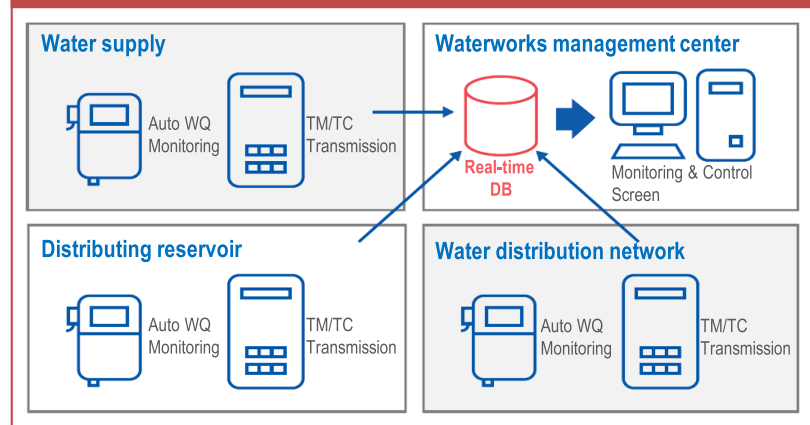 Water supply
Auto WQ
Monitoring
TM/TC
Transmission
Waterworks management center
Real-time
DB
Monitoring & Control
Screen
Distributing reservoir
Auto WQ
Monitoring
TM/TC
Transmission
Water distribution network
Auto WQ
Monitoring
TM/TC
Transmission